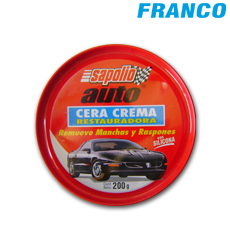 FRANCO
sapolio
auto
CERA CREMA
RESTAURADORA
Remueve Manchas y Raspones
SILICONA
200g